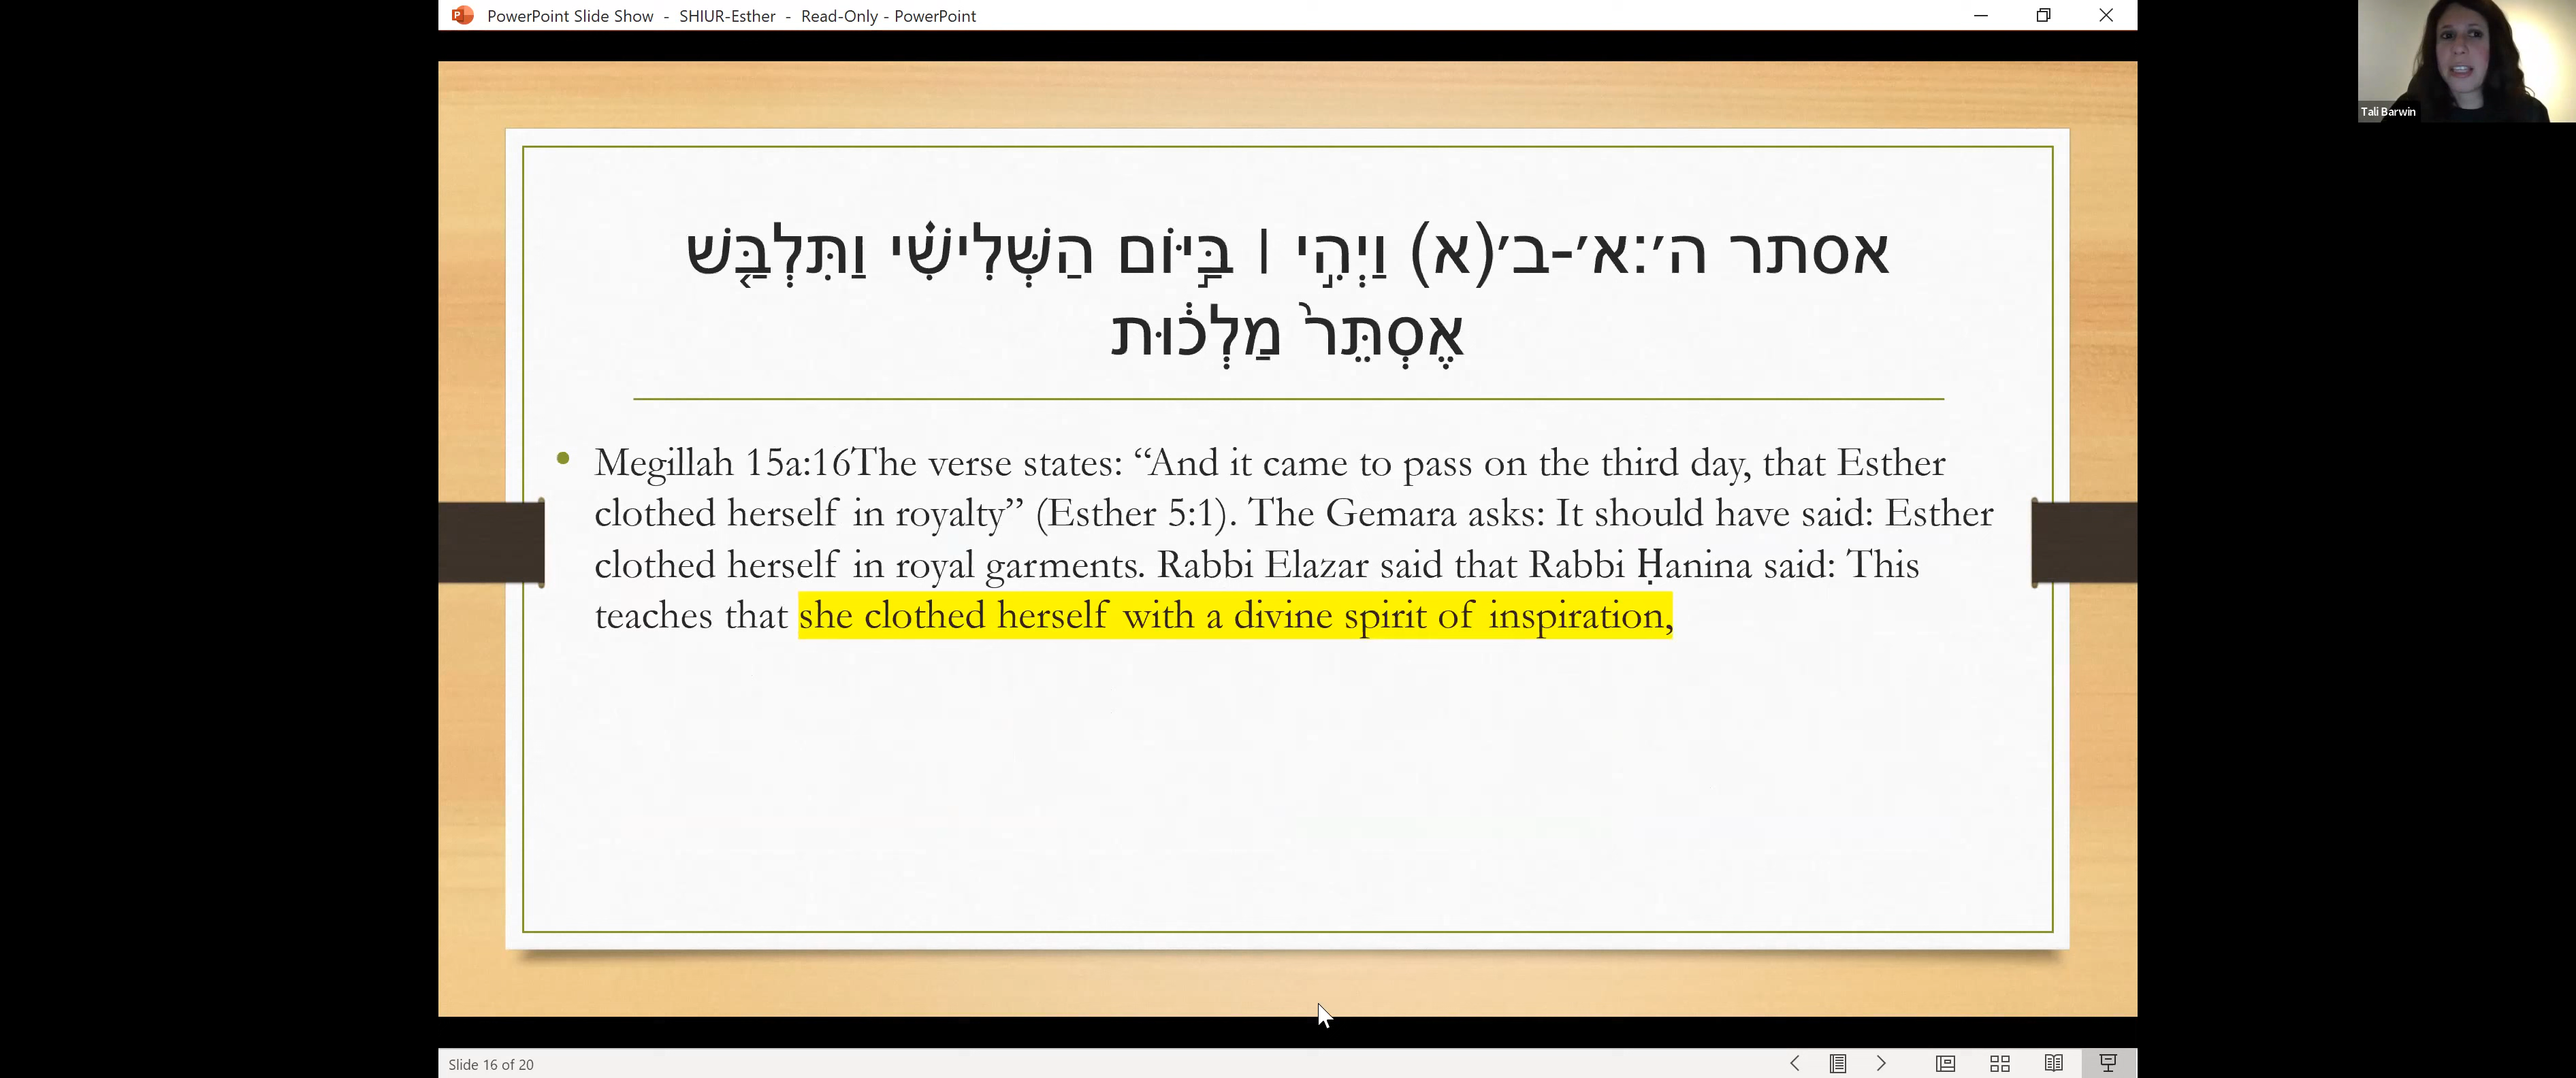 PowerPoint Slide Show - SHIUR-Esther - Read-Only - PowerPoint
Tali Barwin
אסתר ה׳:א׳-ב׳(א) וַיְהִ֣י ׀ בַּיּ֣וֹם הַשְּׁלִישִׁ֗י וַתִּלְבַּ֤שׁ
אֶסְתֵּר֙ מַלְכ֔וּת
• Megillah 15a:16The verse states: “And it came to pass on the third day, that Esther
clothed herself in royalty” (Esther 5:1). The Gemara asks: It should have said: Esther
clothed herself in royal garments. Rabbi Elazar said that Rabbi Ḥanina said: This
teaches that she clothed herself with a divine spirit of inspiration,
Slide 16 of 20